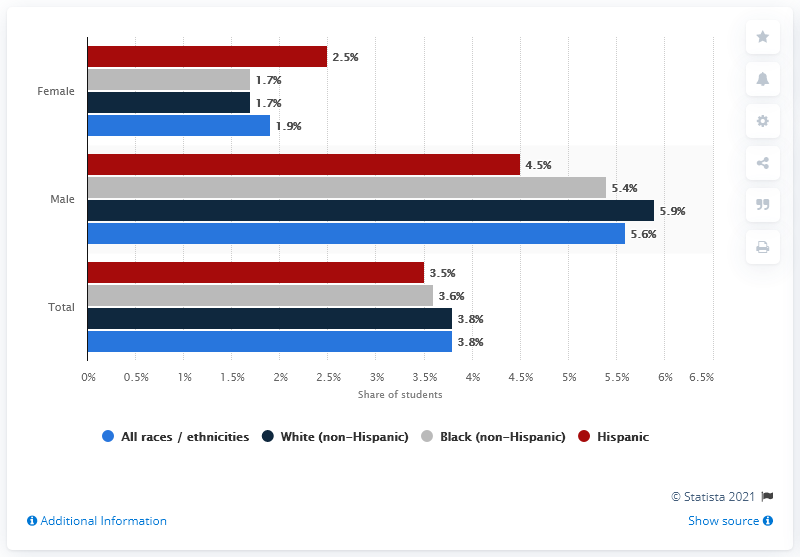 2.5%
Female
1.7%
1.7%
1.9%
4.5%
5.4%
Male
5.9%
5.6%
3.5%
3.6%
Total
3.8%
3.8%
0% 0.5% 1% 1.5% 2% 2.5% 3% 3.5% 4% 4.5% 5% 5.5% 6% 6.5%
Share of students
All races / ethnicities White (non-Hispanic) Black (non-Hispanic) Hispanic
© Statista 2021
Additional Information Show source